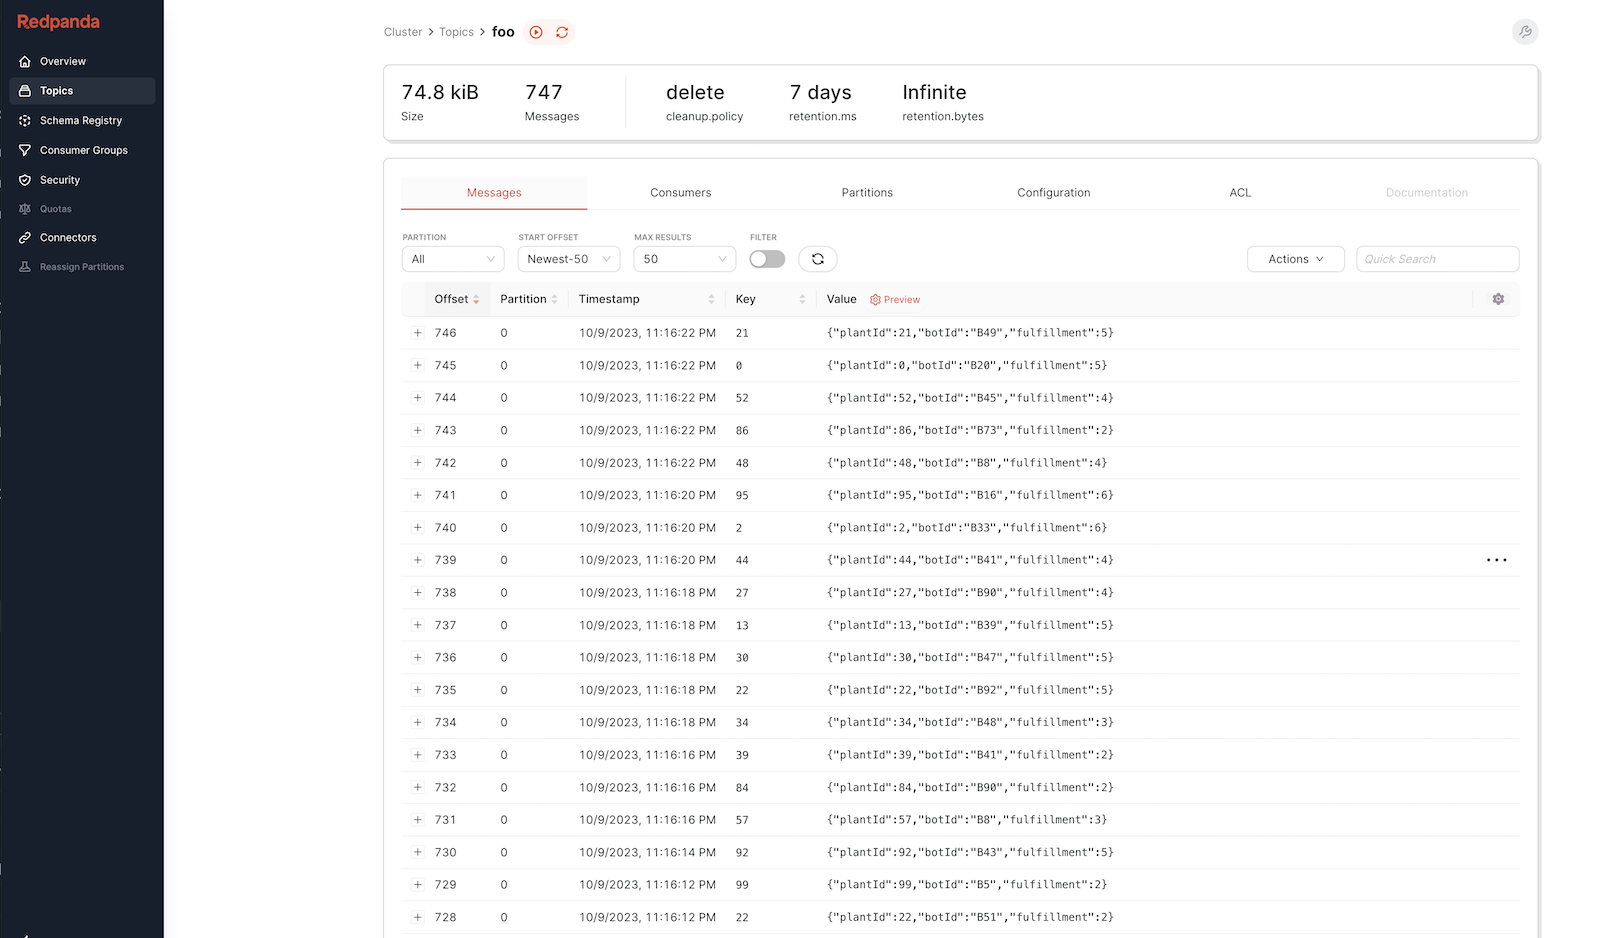 Redpanda
Overview
Topics
Schema Registry
Consumer Groups
Security
Quotas
Connectors
Reassign Partitions
Cluster > Topics > foo
74.8 kiB 747 delete 7 days Infinite
Size Messages cleanup.policy retention.ms retention.bytes
Messages Consumers Partitions Configuration ACL Documentation
PARTITION START OFFSET MAX RESULTS FILTER
All Newest-50 50 Actions Quick Search
Offset Partition Timestamp Key Value Preview
+ 746 0 10/9/2023, 11:16:22 PM 21 {"plantId":21,"botId":"B49","fulfillment":5}
+ 745 0 10/9/2023, 11:16:22 PM 0 {"plantId":0,"botId":"B20","fulfillment":5}
+ 744 0 10/9/2023, 11:16:22 PM 52 {"plantId":52,"botId":"B45","fulfillment":4}
+ 743 0 10/9/2023, 11:16:22 PM 86 {"plantId":86,"botId":"B73","fulfillment":2}
+ 742 0 10/9/2023, 11:16:22 PM 48 {"plantId":48,"botId":"B8","fulfillment":4}
+ 741 0 10/9/2023, 11:16:20 PM 95 {"plantId":95,"botId":"B16","fulfillment":6}
+ 740 0 10/9/2023, 11:16:20 PM 2 {"plantId":2,"botId":"B33","fulfillment":6}
+ 739 0 10/9/2023, 11:16:20 PM 44 {"plantId":44,"botId":"B41","fulfillment":4} ...
+ 738 0 10/9/2023, 11:16:18 PM 27 {"plantId":27,"botId":"B90","fulfillment":4}
+ 737 0 10/9/2023, 11:16:18 PM 13 {"plantId":13,"botId":"B39","fulfillment":5}
+ 736 0 10/9/2023, 11:16:18 PM 30 {"plantId":30,"botId":"B47","fulfillment":5}
+ 735 0 10/9/2023, 11:16:18 PM 22 {"plantId":22,"botId":"B92","fulfillment":5}
+ 734 0 10/9/2023, 11:16:18 PM 34 {"plantId":34,"botId":"B48","fulfillment":3}
+ 733 0 10/9/2023, 11:16:16 PM 39 {"plantId":39,"botId":"B41","fulfillment":2}
+ 732 0 10/9/2023, 11:16:16 PM 84 {"plantId":84,"botId":"B90","fulfillment":2}
+ 731 0 10/9/2023, 11:16:16 PM 57 {"plantId":57,"botId":"B8","fulfillment":3}
+ 730 0 10/9/2023, 11:16:14 PM 92 {"plantId":92,"botId":"B43","fulfillment":5}
+ 729 0 10/9/2023, 11:16:12 PM 99 {"plantId":99,"botId":"B5","fulfillment":2}
+ 728 0 10/9/2023, 11:16:12 PM 22 {"plantId":22,"botId":"B51","fulfillment":2}